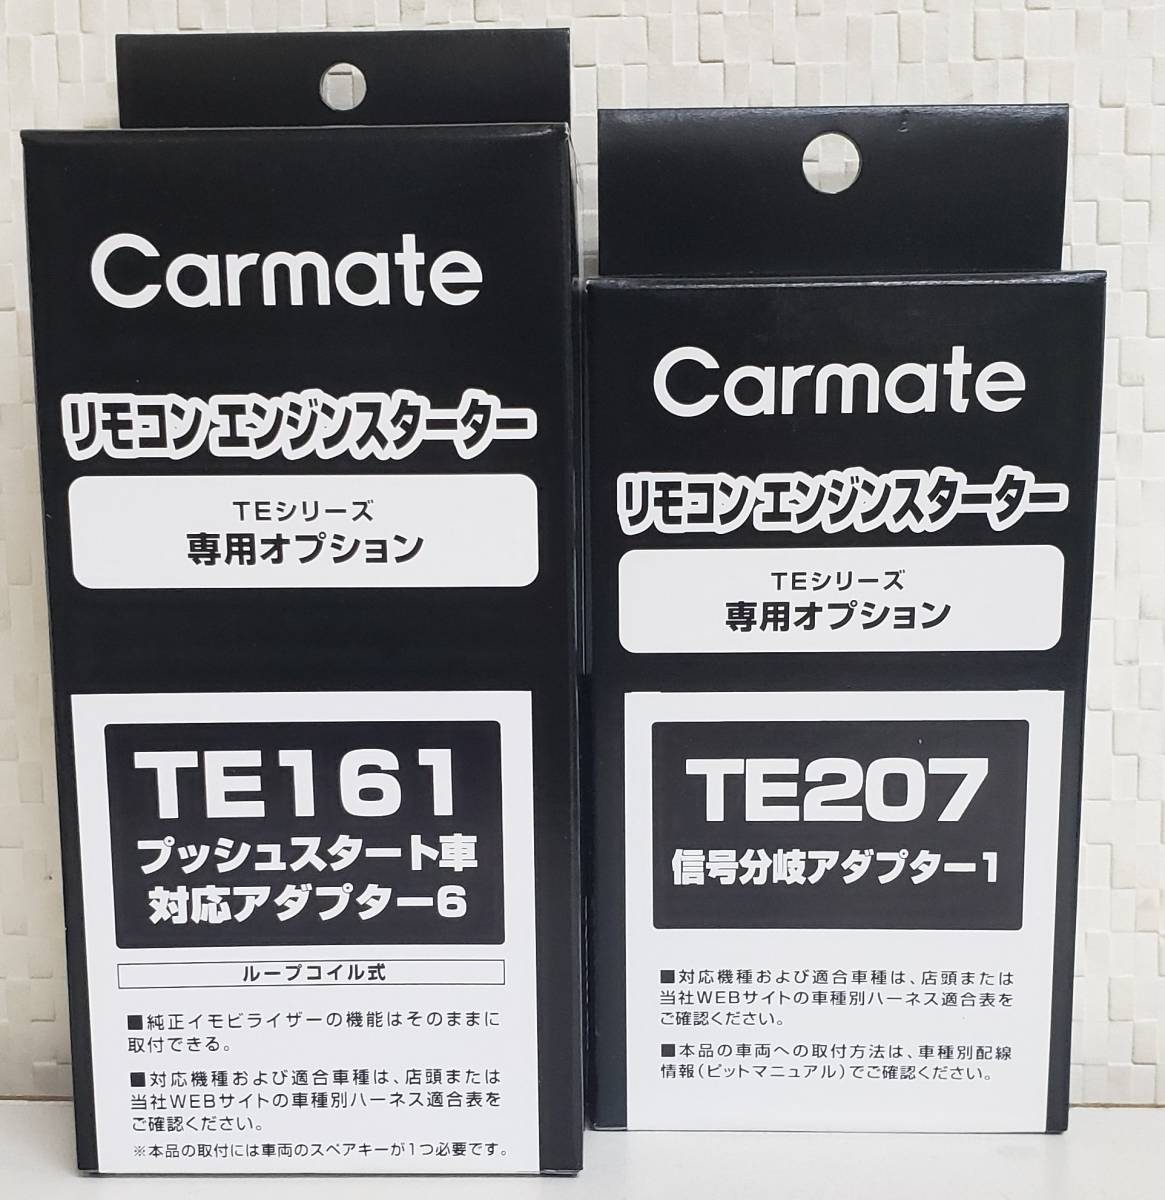 Carmate
リモコンエンジンスターター
TEシリーズ
専用オプション
TE161
プッシュスタート車
対応アダプター6
ループコイル式
■純正イモビライザーの機能はそのままに
取付できる。
■対応機種および適合車種は、店頭または
当社WEBサイトの車種別ハーネス適合表を
ご確認ください。
※本品の取付には車両のスペアキーが1つ必要です。
Carmate
リモコンエンジンスターター
TEシリーズ
専用オプション
TE207
信号分岐アダプター1
■対応機種および適合車種は、店頭または
当社WEBサイトの車種別ハーネス適合表を
ご確認ください。
■本品の車両への取付方法は、車種別配線
情報(ピットマニュアル)でご確認ください。